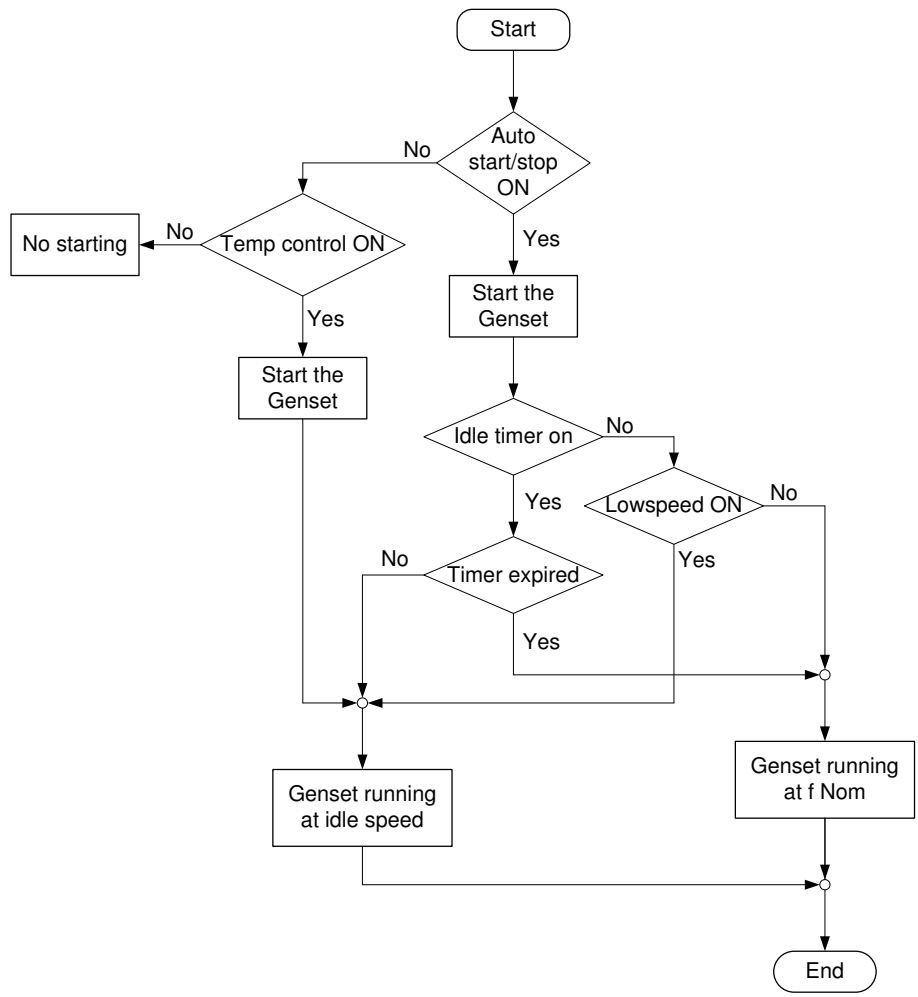 Start
Auto
start/stop
ON
No
Yes
No starting
No
Temp control ON
Yes
Start the
Genset
Start the
Genset
Idle timer on
No
Yes
Lowspeed ON
No
Yes
No
Timer expired
Yes
Genset running
at idle speed
Genset running
at f Nom
End